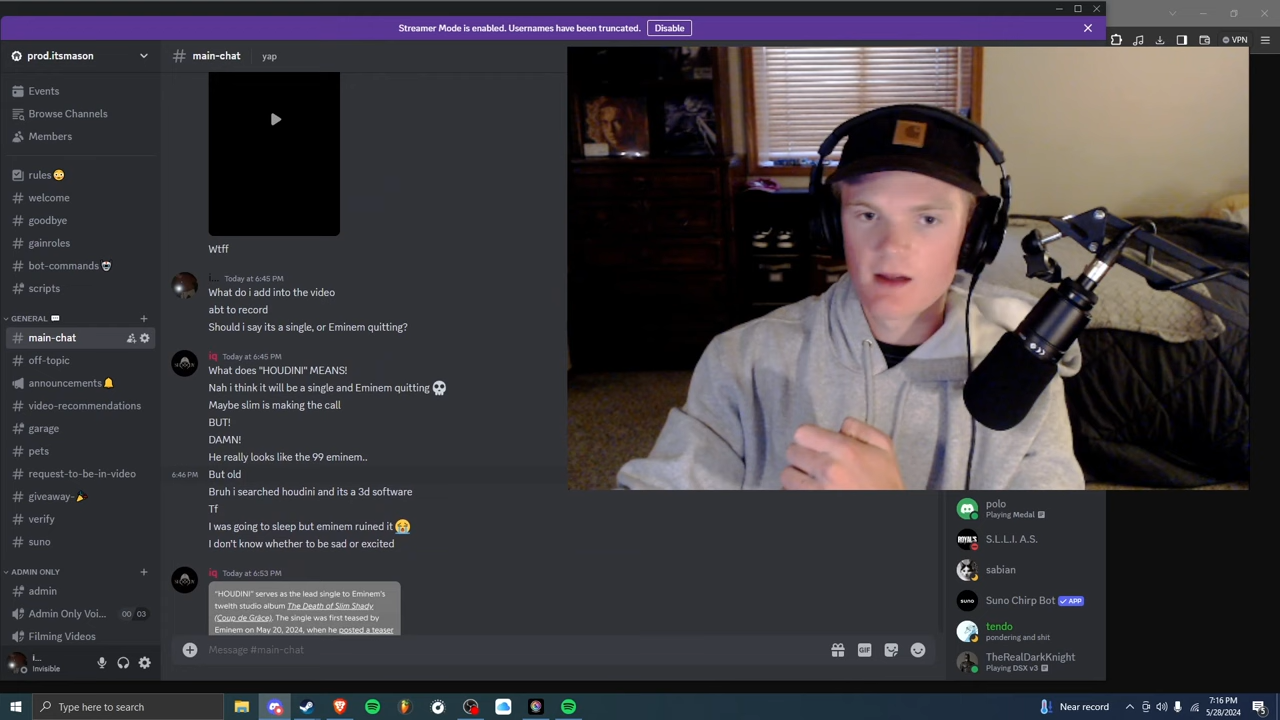 Streamer Mode is enabled. Usernames have been truncated.
Disable
VPN
prod.itsmason
main-chat
yap
Events
Browse Channels
Members
rules
welcome
goodbye
gainroles
bot-commands
scripts
GENERAL
main-chat
off-topic
announcements
video-recommendations
garage
pets
request-to-be-in-video
giveaway-
verify
suno
ADMIN ONLY
admin
Admin Only Voi... 00 03
Filming Videos
i...
Invisible
Wtff
i... Today at 6:45 PM
What do i add into the video
abt to record
Should i say its a single, or Eminem quitting?
iq Today at 6:45 PM
What does "HOUDINI" MEANS!
Nah i think it will be a single and Eminem quitting
Maybe slim is making the call
BUT!
DAMN!
He really looks like the 99 eminem..
6:46 PM But old
Bruh i searched houdini and its a 3d software
Tf
I was going to sleep but eminem ruined it
I don't know whether to be sad or excited
iq Today at 6:53 PM
"HOUDINI" serves as the lead single to Eminem's
twelth studio album The Death of Slim Shady
(Coup de Grâce). The single was first teased by
Eminem on May 20, 2024, when he posted a teaser
Message #main-chat
GIF
polo
Playing Medal
S.L.L.I. A.S.
sabian
Suno Chirp Bot APP
tendo
pondering and shit
TheRealDarkKnight
Playing DSX v3
Type here to search
Near record
7:16 PM
5/28/2024